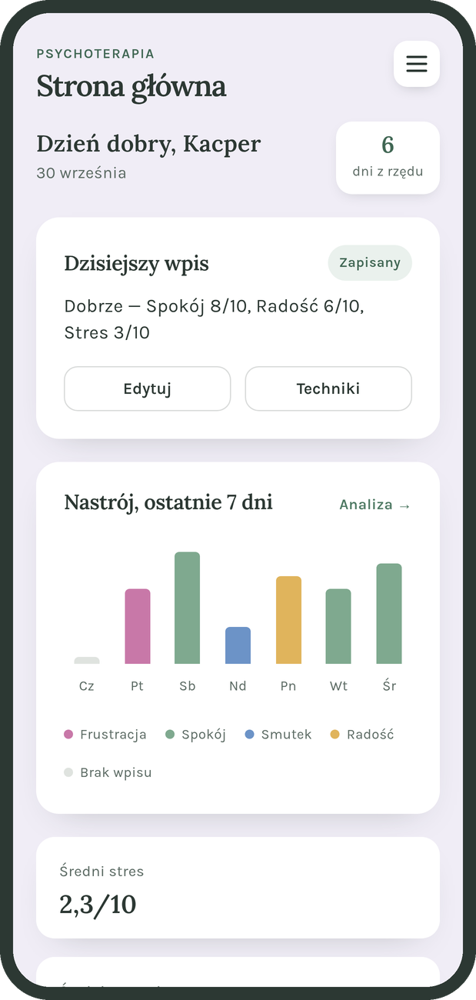 PSYCHOTERAPIA
Strona główna
Dzień dobry, Kacper
30 września
6
dni z rzędu
Dzisiejszy wpis
Zapisany
Dobrze — Spokój 8/10, Radość 6/10,
Stres 3/10
Edytuj
Techniki
Nastrój, ostatnie 7 dni
Analiza →
Cz Pt Sb Nd Pn Wt Śr
Frustracja Spokój Smutek Radość
Brak wpisu
Średni stres
2,3/10